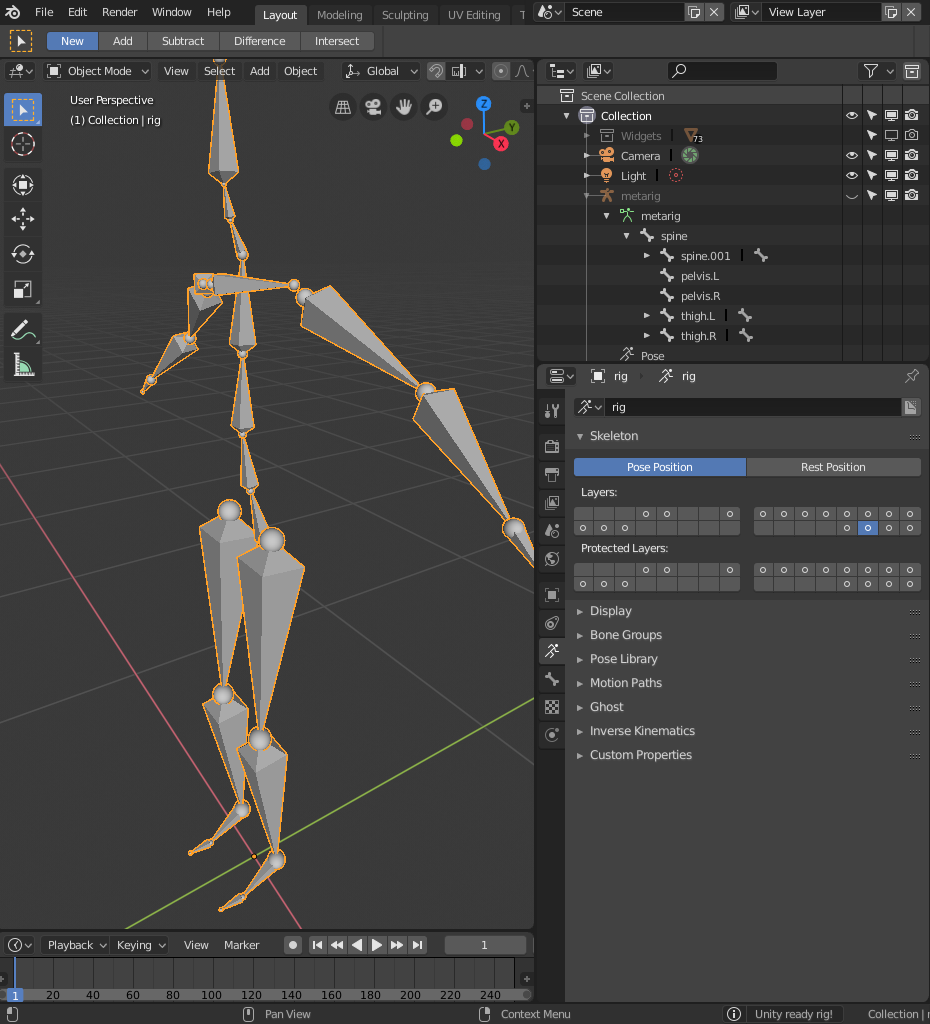 File Edit Render Window Help Layout Modeling Sculpting UV Editing Scene View Layer
New Add Subtract Difference Intersect
Object Mode View Select Add Object Global
User Perspective
(1) Collection | rig
Z
Y
X
Scene Collection
Collection
Widgets 73
Camera
Light
metarig
metarig
spine
spine.001
pelvis.L
pelvis.R
thigh.L
thigh.R
Pose
rig rig
rig
Skeleton
Pose Position Rest Position
Layers:
Protected Layers:
Display
Bone Groups
Pose Library
Motion Paths
Ghost
Inverse Kinematics
Custom Properties
Playback Keying View Marker 1
1 20 40 60 80 100 120 140 160 180 200 220 240
Pan View Context Menu Unity ready rig! Collection |